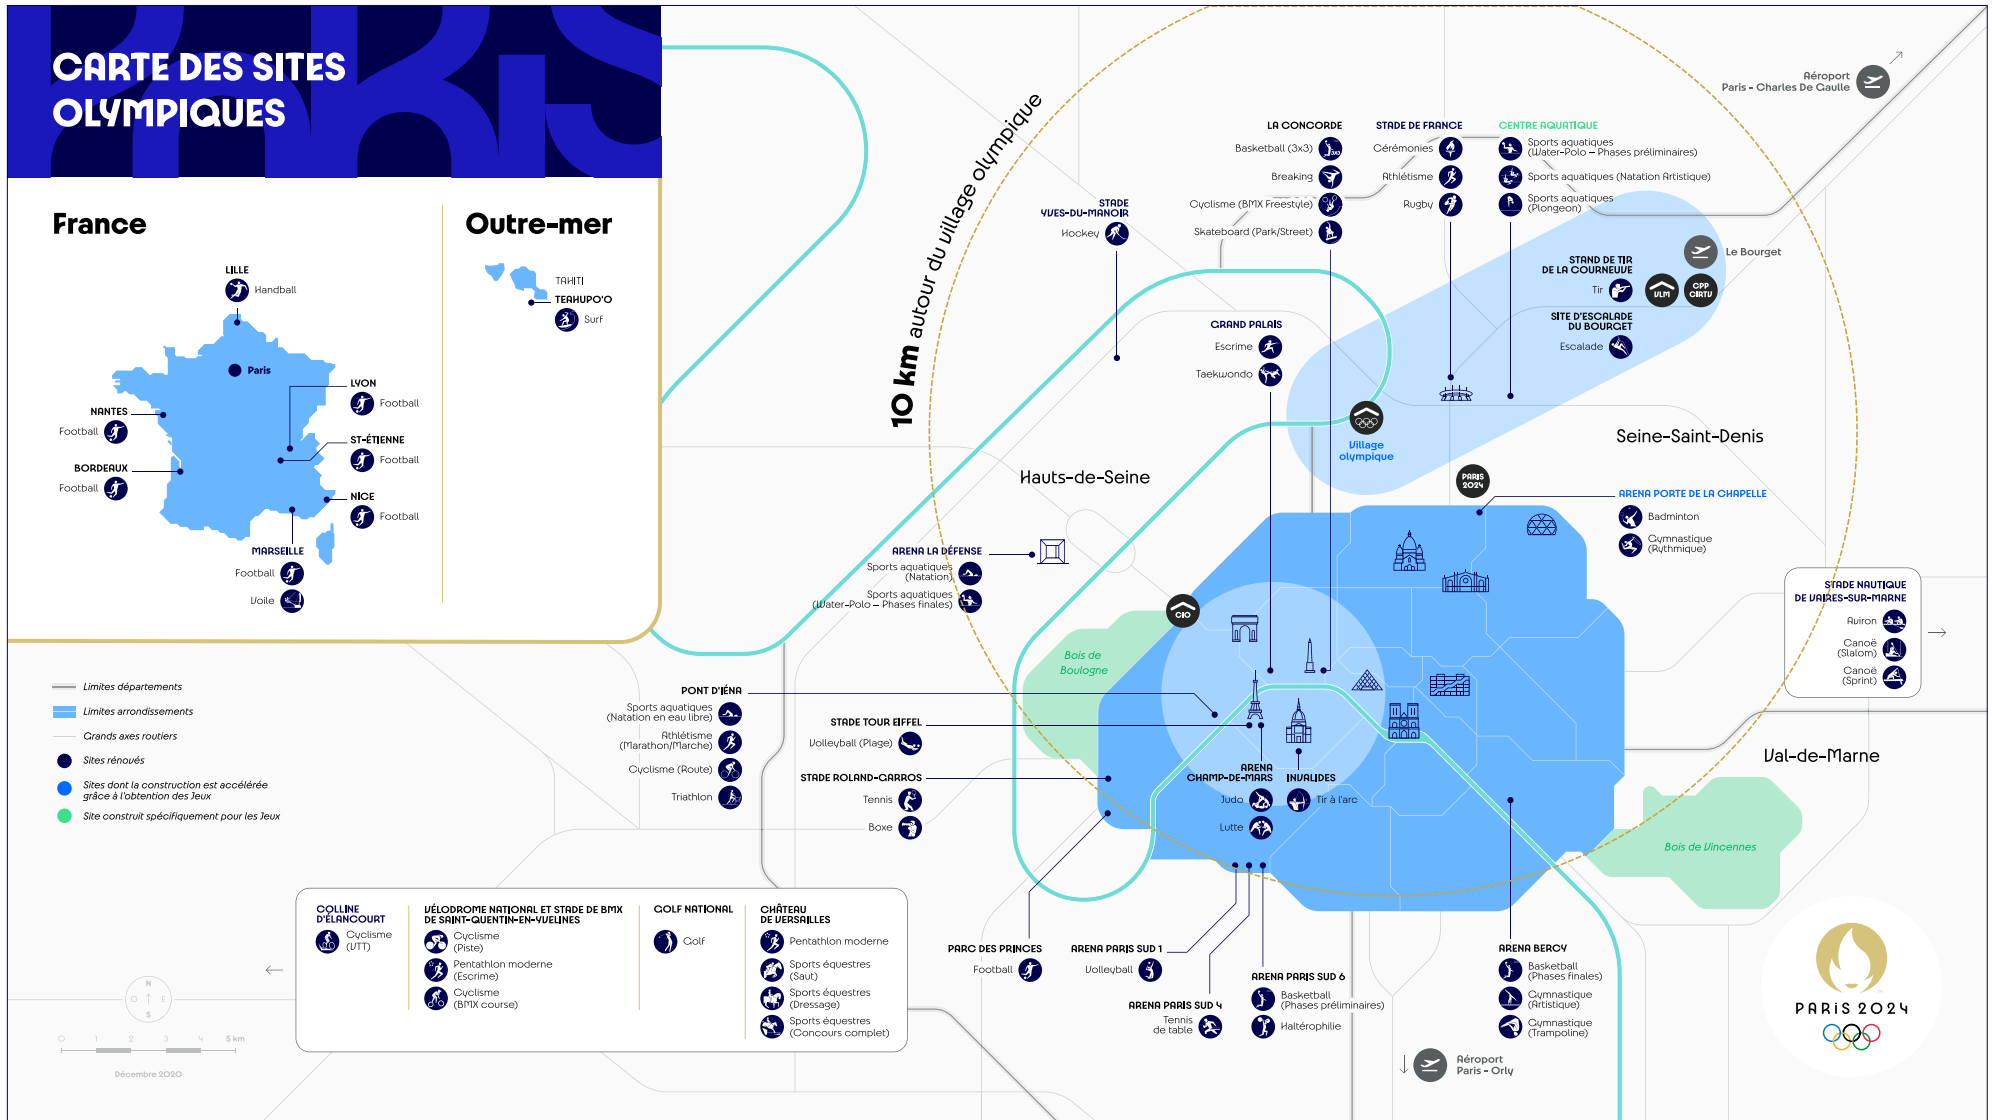 CARTE DES SITES
OLYMPIQUES
France
LILLE
Handball
Paris
LYON
Football
NANTES
Football
ST-ÉTIENNE
Football
BORDEAUX
Football
NICE
Football
MARSEILLE
Football
Voile
Outre-mer
TAHITI
TEAHUPO'O
Surf
Limites départements
Limites arrondissements
Grands axes routiers
Sites rénovés
Sites dont la construction est accélérée
grâce à l'obtention des Jeux
Site construit spécifiquement pour les Jeux
10 km autour du village olympique
Aéroport
Paris - Charles De Gaulle
LA CONCORDE
Basketball (3x3)
3X3
Breaking
Cyclisme (BMX Freestyle)
Skateboard (Park/Street)
STADE DE FRANCE
Cérémonies
Athlétisme
Rugby
CENTRE AQUATIQUE
Sports aquatiques
(Water-Polo – Phases préliminaires)
Sports aquatiques (Natation Artistique)
Sports aquatiques
(Plongeon)
STADE
YVES-DU-MANOIR
Hockey
Le Bourget
STAND DE TIR
DE LA COURNEUVE
Tir
VLM
CPP
CIRTV
SITE D'ESCALADE
DU BOURGET
Escalade
GRAND PALAIS
Escrime
Taekwondo
Village
olympique
Seine-Saint-Denis
Hauts-de-Seine
PARIS
2024
ARENA PORTE DE LA CHAPELLE
Badminton
Gymnastique
(Rythmique)
ARENA LA DÉFENSE
Sports aquatiques
(Natation)
Sports aquatiques
(Water-Polo – Phases finales)
CIO
STADE NAUTIQUE
DE VAIRES-SUR-MARNE
Aviron
Canoë
(Slalom)
Canoë
(Sprint)
Bois de
Boulogne
PONT D'IÉNA
Sports aquatiques
(Natation en eau libre)
Athlétisme
(Marathon/Marche)
Cyclisme (Route)
Triathlon
STADE TOUR EIFFEL
Volleyball (Plage)
STADE ROLAND-GARROS
Tennis
Boxe
ARENA
CHAMP-DE-MARS
Judo
Lutte
INVALIDES
Tir à l'arc
Val-de-Marne
Bois de Vincennes
COLLINE
D'ÉLANCOURT
Cyclisme
(VTT)
VÉLODROME NATIONAL ET STADE DE BMX
DE SAINT-QUENTIN-EN-YVELINES
Cyclisme
(Piste)
Pentathlon moderne
(Escrime)
Cyclisme
(BMX course)
GOLF NATIONAL
Golf
CHÂTEAU
DE VERSAILLES
Pentathlon moderne
Sports équestres
(Saut)
Sports équestres
(Dressage)
Sports équestres
(Concours complet)
PARC DES PRINCES
Football
ARENA PARIS SUD 1
Volleyball
ARENA PARIS SUD 4
Tennis
de table
ARENA PARIS SUD 6
Basketball
(Phases préliminaires)
Haltérophilie
ARENA BERCY
Basketball
(Phases finales)
Gymnastique
(Artistique)
Gymnastique
(Trampoline)
Aéroport
Paris - Orly
N
O
E
S
0 1 2 3 4 5 km
Décembre 2020
PARIS 2024